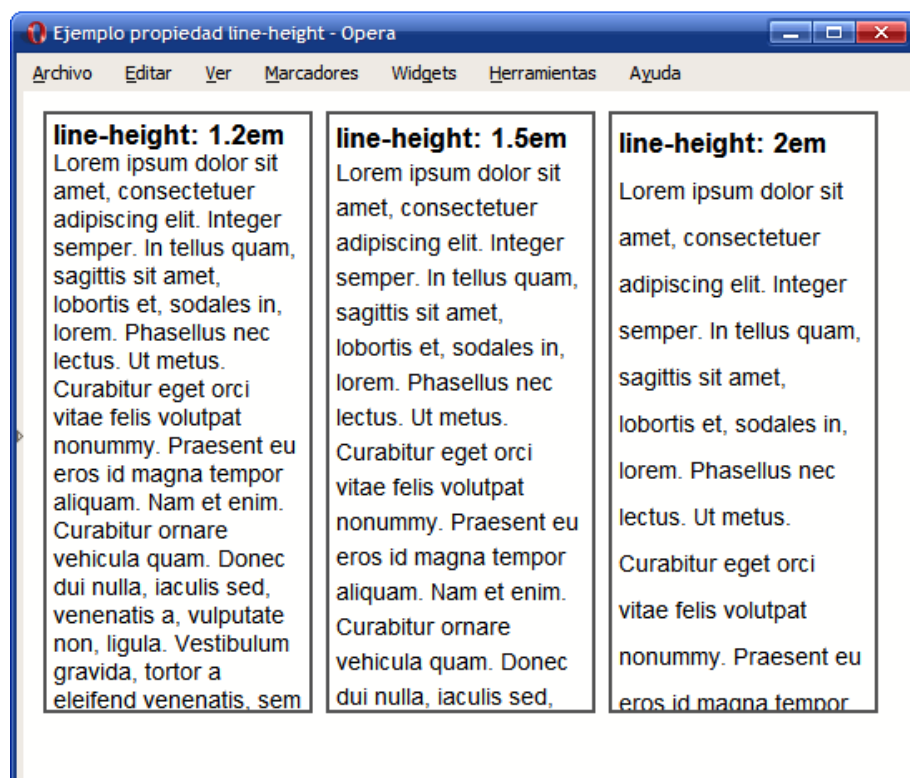 Ejemplo propiedad line-height - Opera
Archivo Editar Ver Marcadores Widgets Herramientas Ayuda
line-height: 1.2em
Lorem ipsum dolor sit
amet, consectetuer
adipiscing elit. Integer
semper. In tellus quam,
sagittis sit amet,
lobortis et, sodales in,
lorem. Phasellus nec
lectus. Ut metus.
Curabitur eget orci
vitae felis volutpat
nonummy. Praesent eu
eros id magna tempor
aliquam. Nam et enim.
Curabitur ornare
vehicula quam. Donec
dui nulla, iaculis sed,
venenatis a, vulputate
non, ligula. Vestibulum
gravida, tortor a
eleifend venenatis, sem
line-height: 1.5em
Lorem ipsum dolor sit
amet, consectetuer
adipiscing elit. Integer
semper. In tellus quam,
sagittis sit amet,
lobortis et, sodales in,
lorem. Phasellus nec
lectus. Ut metus.
Curabitur eget orci
vitae felis volutpat
nonummy. Praesent eu
eros id magna tempor
aliquam. Nam et enim.
Curabitur ornare
vehicula quam. Donec
dui nulla, iaculis sed,
line-height: 2em
Lorem ipsum dolor sit
amet, consectetuer
adipiscing elit. Integer
semper. In tellus quam,
sagittis sit amet,
lobortis et, sodales in,
lorem. Phasellus nec
lectus. Ut metus.
Curabitur eget orci
vitae felis volutpat
nonummy. Praesent eu
eros id magna tempor